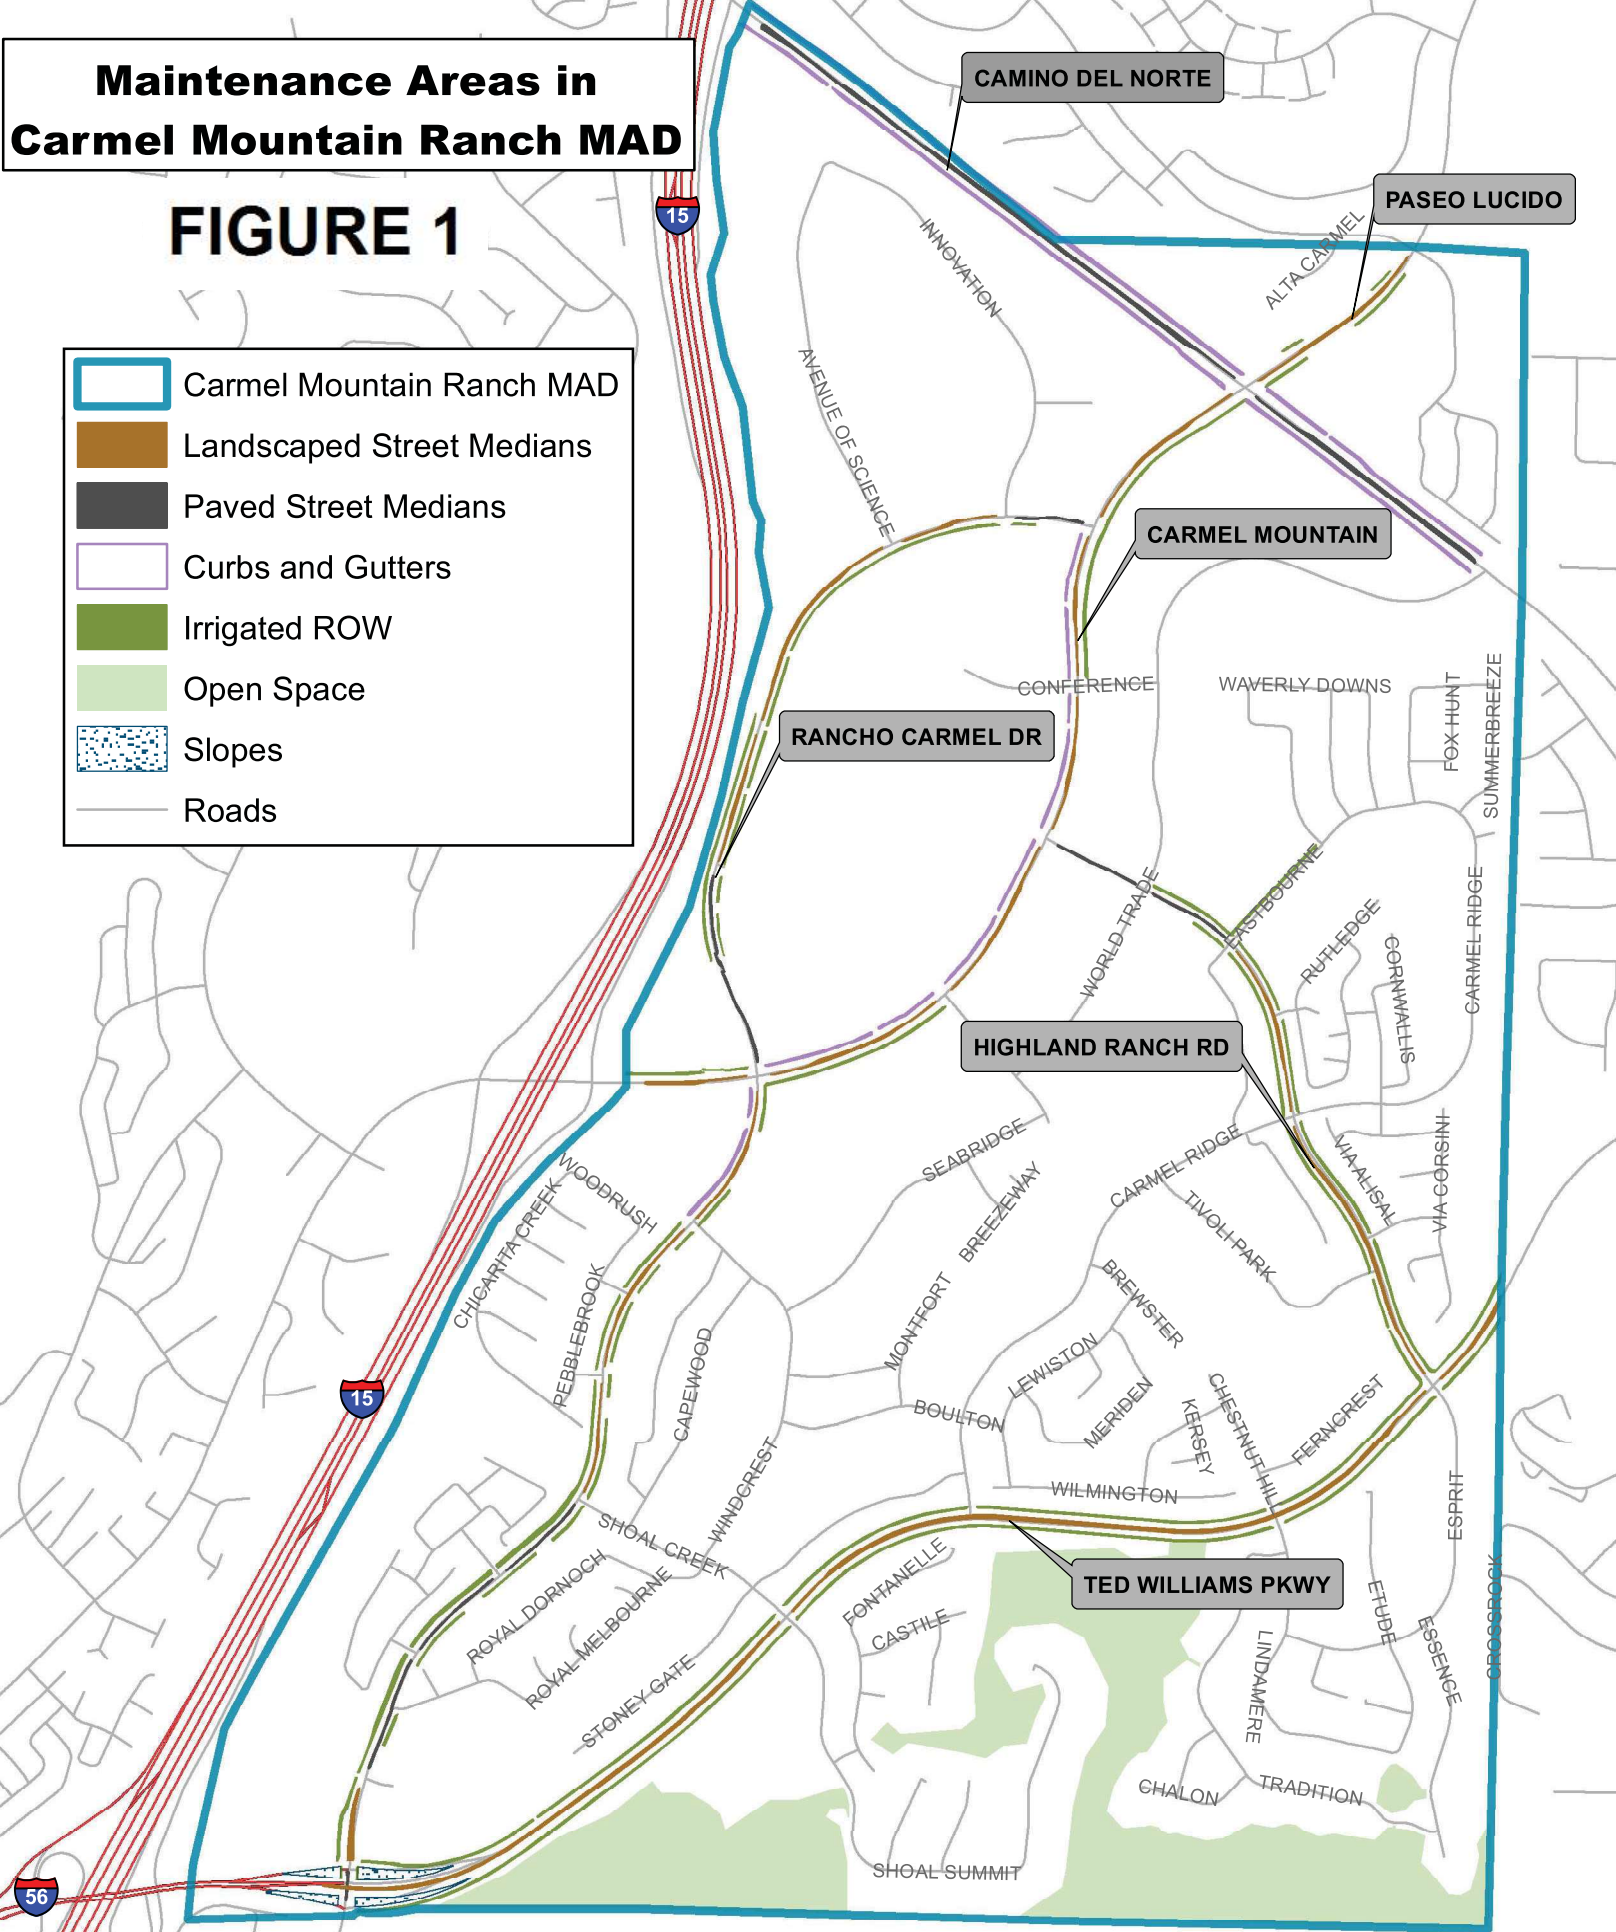 Maintenance Areas in
Carmel Mountain Ranch MAD
FIGURE 1
Carmel Mountain Ranch MAD
Landscaped Street Medians
Paved Street Medians
Curbs and Gutters
Irrigated ROW
Open Space
Slopes
Roads
CAMINO DEL NORTE
PASEO LUCIDO
15
ALTA CARMEL
INNOVATION
AVENUE OF SCIENCE
CARMEL MOUNTAIN
CONFERENCE
WAVERLY DOWNS
FOX HUNT
SUMMERBREEZE
RANCHO CARMEL DR
EASTBOURNE
WORLD TRADE
RUTLEDGE
CORNWALLIS
CARMEL RIDGE
HIGHLAND RANCH RD
SEABRIDGE
BREEZEWAY
CARMEL RIDGE
VIA ALISAL
VIA CORSINI
TIVOLI PARK
WOODRUSH
CHICARITA CREEK
PEBBLEBROOK
CAPEWOOD
MONTFORT
BREWSTER
LEWISTON
MERIDEN
KERSEY
CHESTNUT HILL
FERNCREST
15
BOULTON
WINDCREST
WILMINGTON
ESPRIT
SHOAL CREEK
ROYAL DORNOCH
ROYAL MELBOURNE
STONEY GATE
FONTANELLE
CASTILE
TED WILLIAMS PKWY
ETUDE
ESSENCE
CROSSROCK
LINDAMERE
CHALON
TRADITION
SHOAL SUMMIT
56